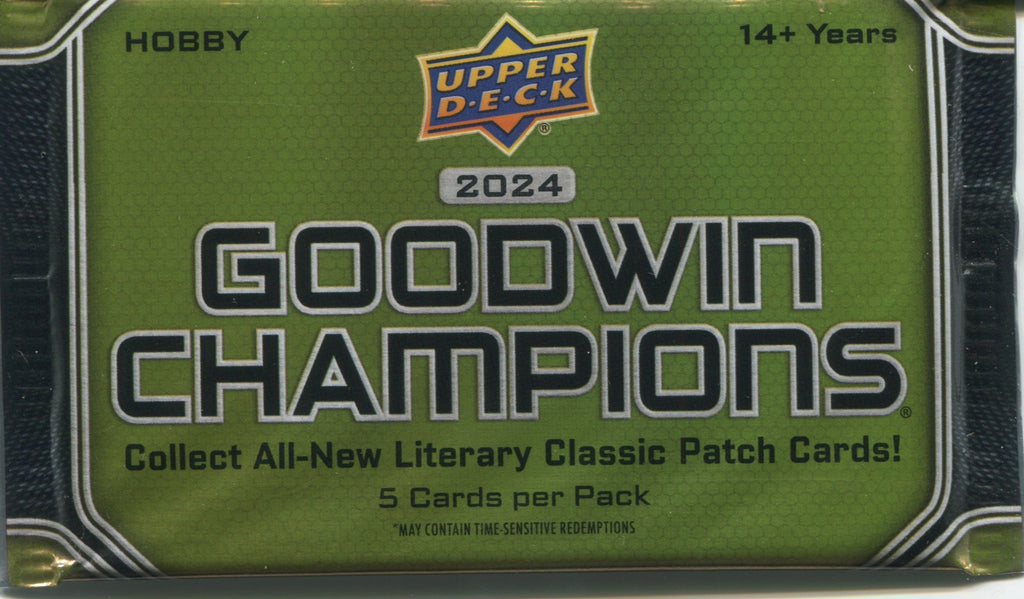 HOBBY
14+ Years
UPPER
D•E•C•K
®
2024
GOODWIN
CHAMPIONS®
Collect All-New Literary Classic Patch Cards!
5 Cards per Pack
*MAY CONTAIN TIME-SENSITIVE REDEMPTIONS